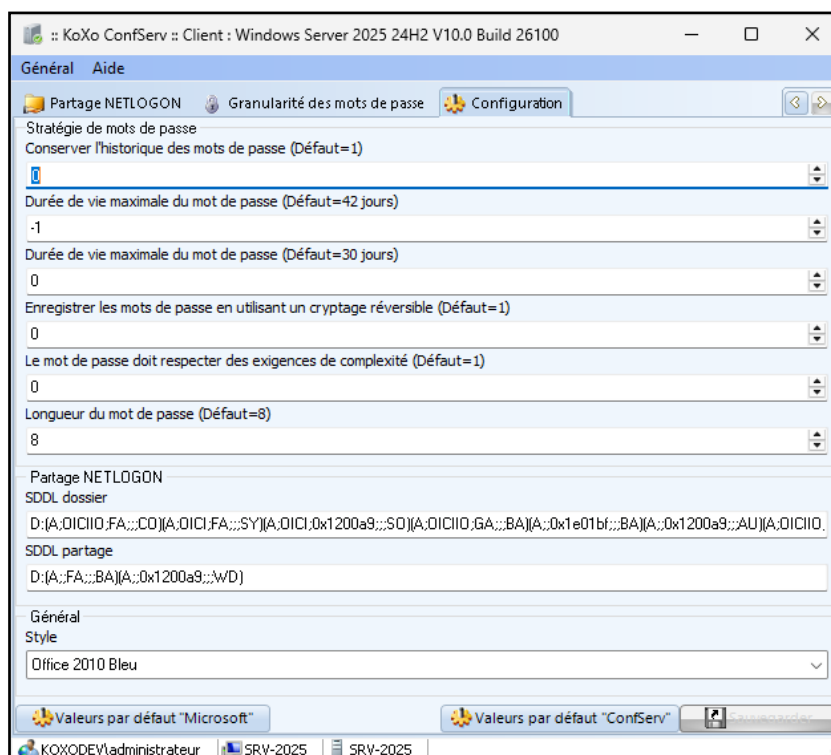 :: KoXo ConfServ :: Client : Windows Server 2025 24H2 V10.0 Build 26100
Général Aide
Partage NETLOGON Granularité des mots de passe Configuration
Stratégie de mots de passe
Conserver l'historique des mots de passe (Défaut=1)
0
Durée de vie maximale du mot de passe (Défaut=42 jours)
-1
Durée de vie maximale du mot de passe (Défaut=30 jours)
0
Enregistrer les mots de passe en utilisant un cryptage réversible (Défaut=1)
0
Le mot de passe doit respecter des exigences de complexité (Défaut=1)
0
Longueur du mot de passe (Défaut=8)
8
Partage NETLOGON
SDDL dossier
D:(A;OICIIO;FA;;;CO)(A;OICI;FA;;;SY)(A;OICI;0x1200a9;;;SO)(A;OICIIO;GA;;;BA)(A;;0x1e01bf;;;BA)(A;;0x1200a9;;;AU)(A;OICIIO
SDDL partage
D:(A;;FA;;;BA)(A;;0x1200a9;;;WD)
Général
Style
Office 2010 Bleu
Valeurs par défaut "Microsoft" Valeurs par défaut "ConfServ" Sauvegarder
KOXODEV\administrateur SRV-2025 SRV-2025